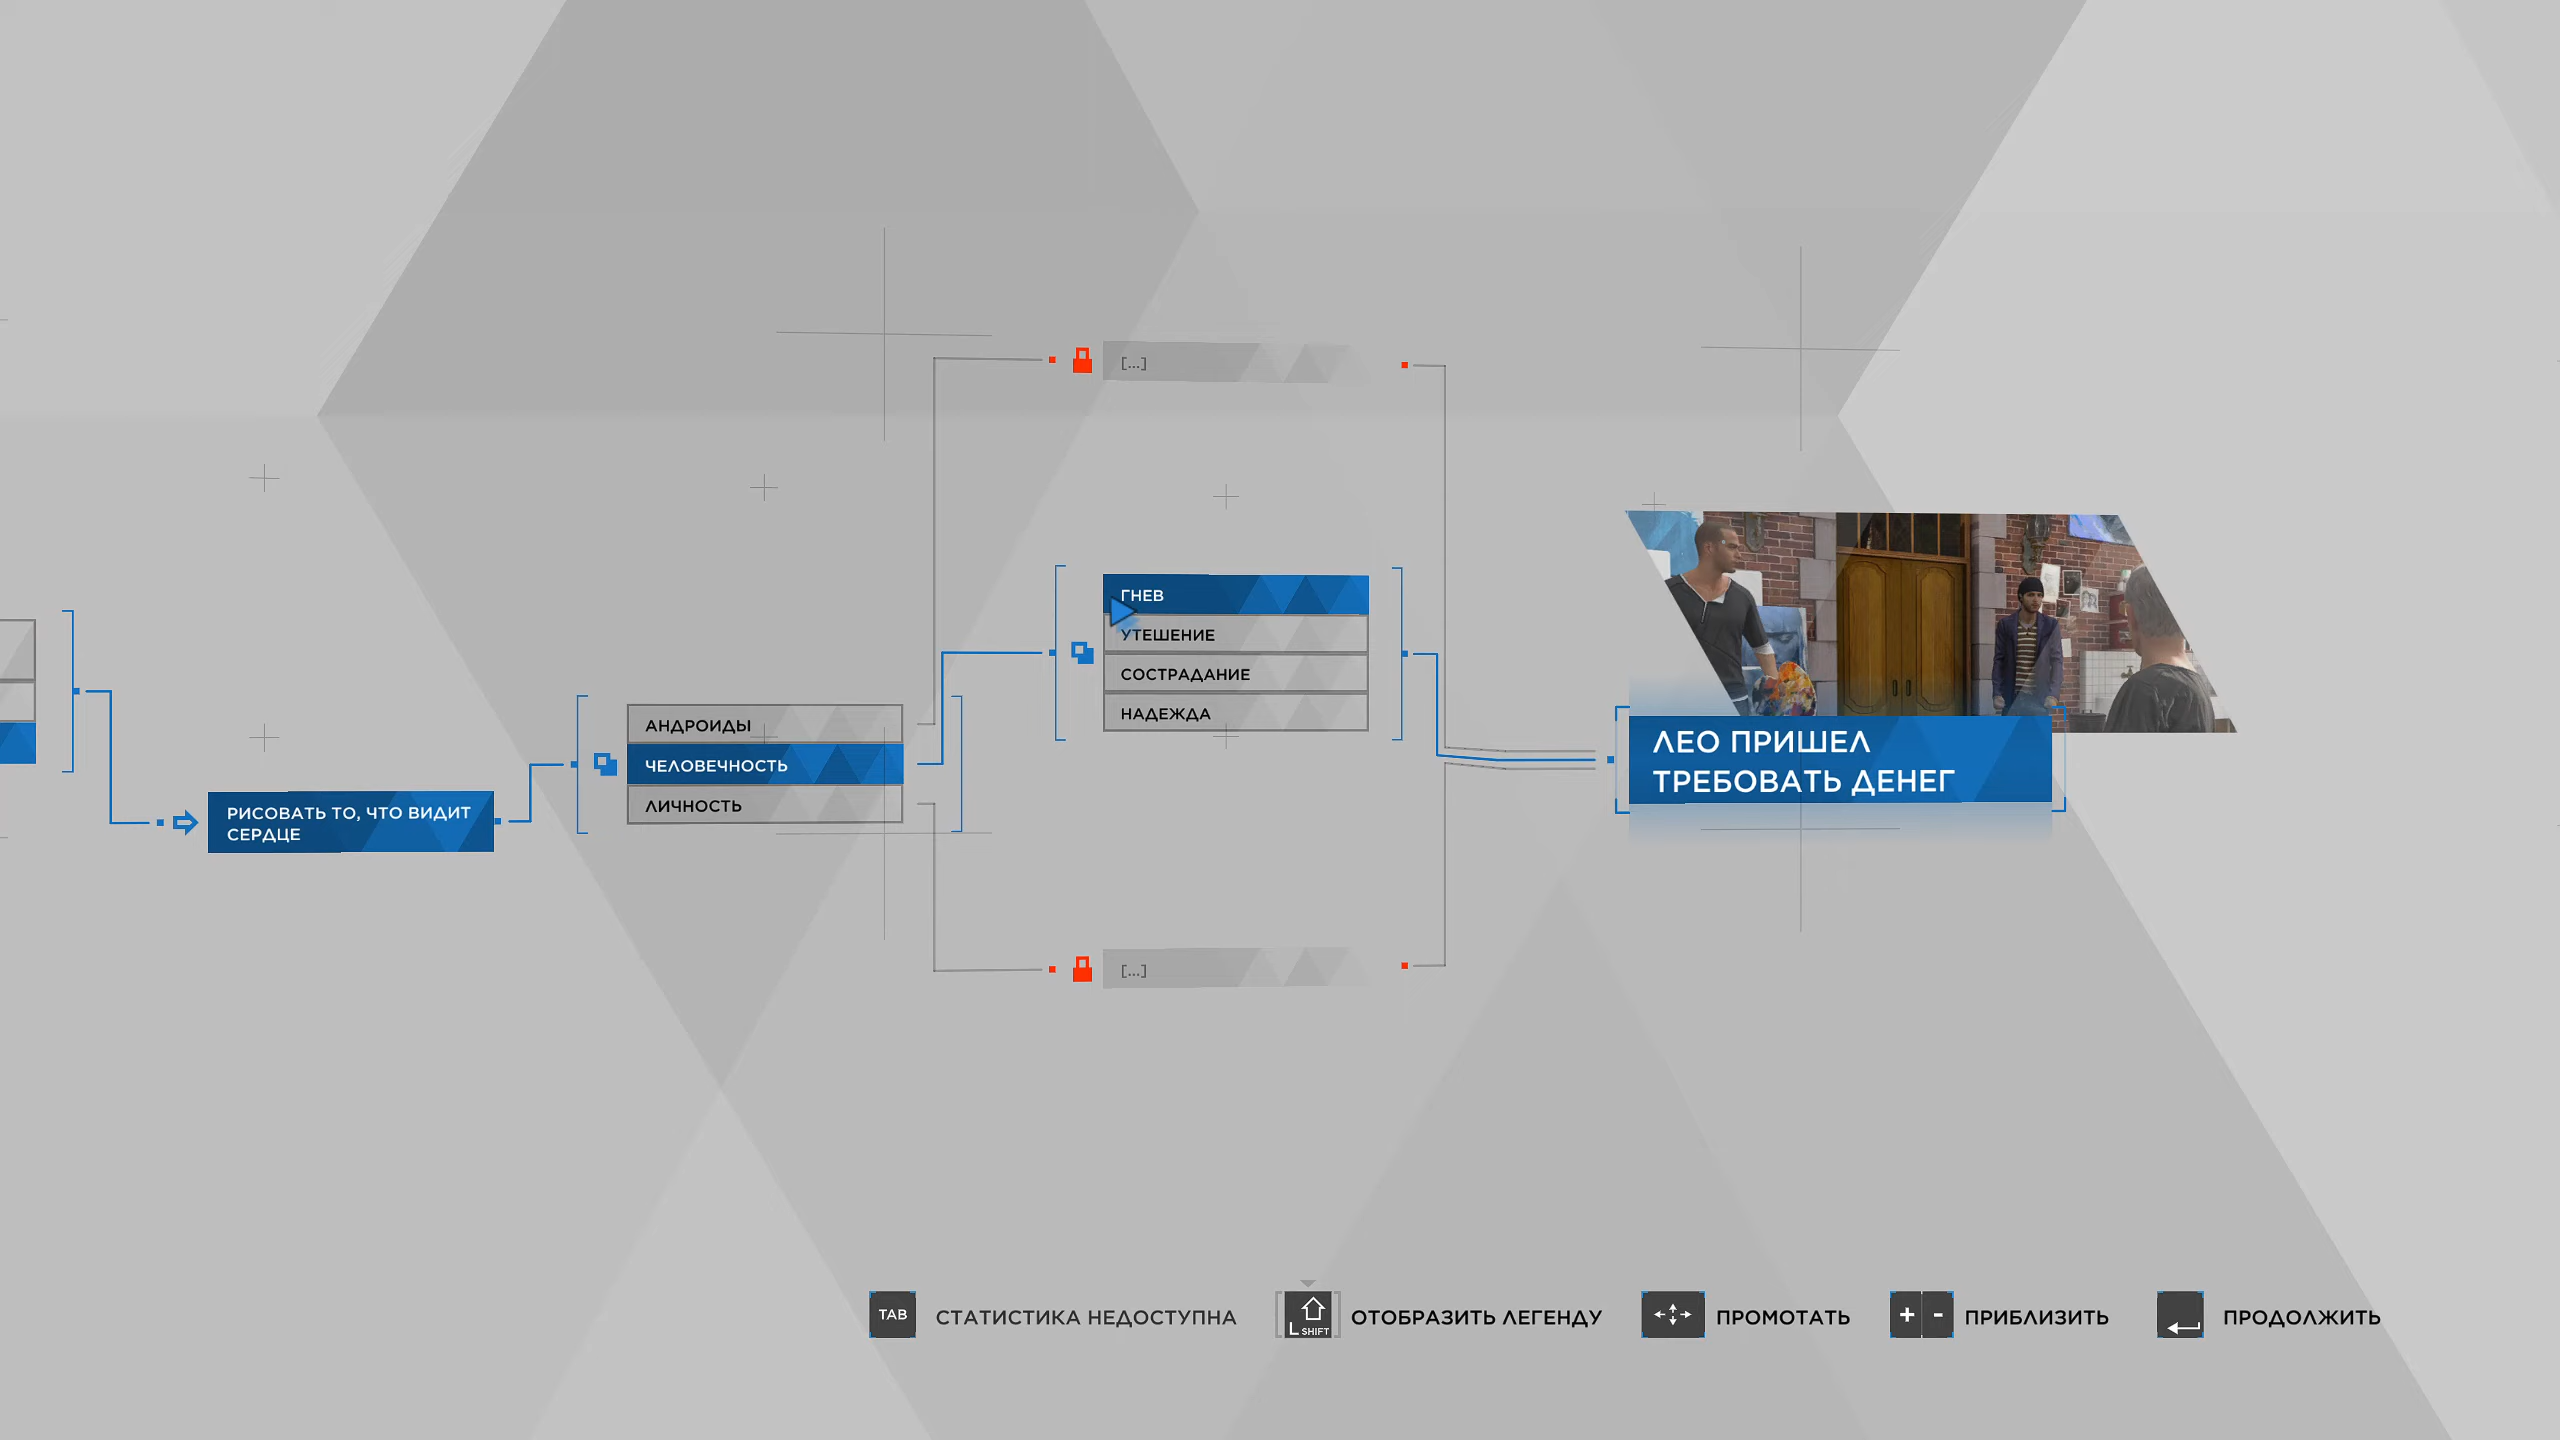 [...]
ГНЕВ
УТЕШЕНИЕ
СОСТРАДАНИЕ
НАДЕЖДА
АНДРОИДЫ
ЧЕЛОВЕЧНОСТЬ
ЛИЧНОСТЬ
РИСОВАТЬ ТО, ЧТО ВИДИТ
СЕРДЦЕ
ЛЕО ПРИШЕЛ
ТРЕБОВАТЬ ДЕНЕГ
[...]
TAB СТАТИСТИКА НЕДОСТУПНА L SHIFT ОТОБРАЗИТЬ ЛЕГЕНДУ ПРОМОТАТЬ + - ПРИБЛИЗИТЬ ПРОДОЛЖИТЬ